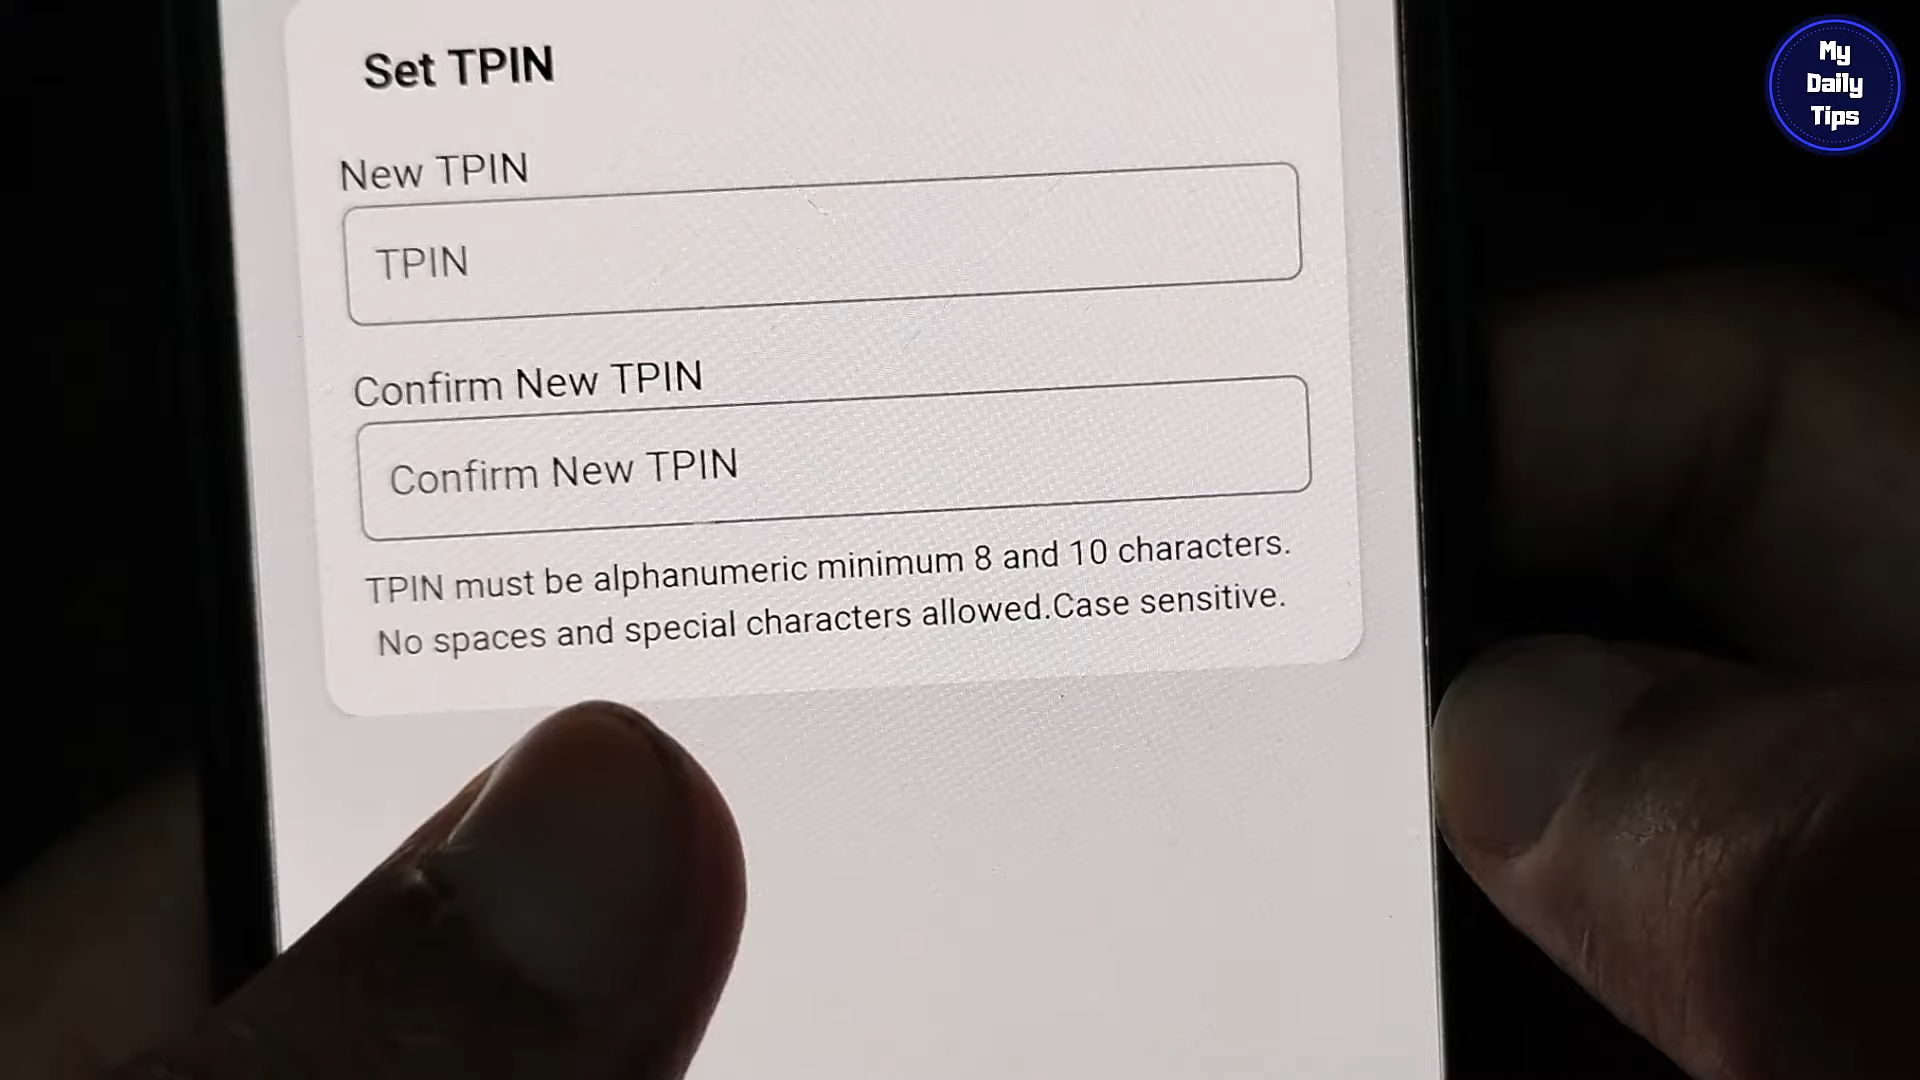 Set TPIN
New TPIN
TPIN
Confirm New TPIN
Confirm New TPIN
TPIN must be alphanumeric minimum 8 and 10 characters.
No spaces and special characters allowed.Case sensitive.
My
Daily
Tips